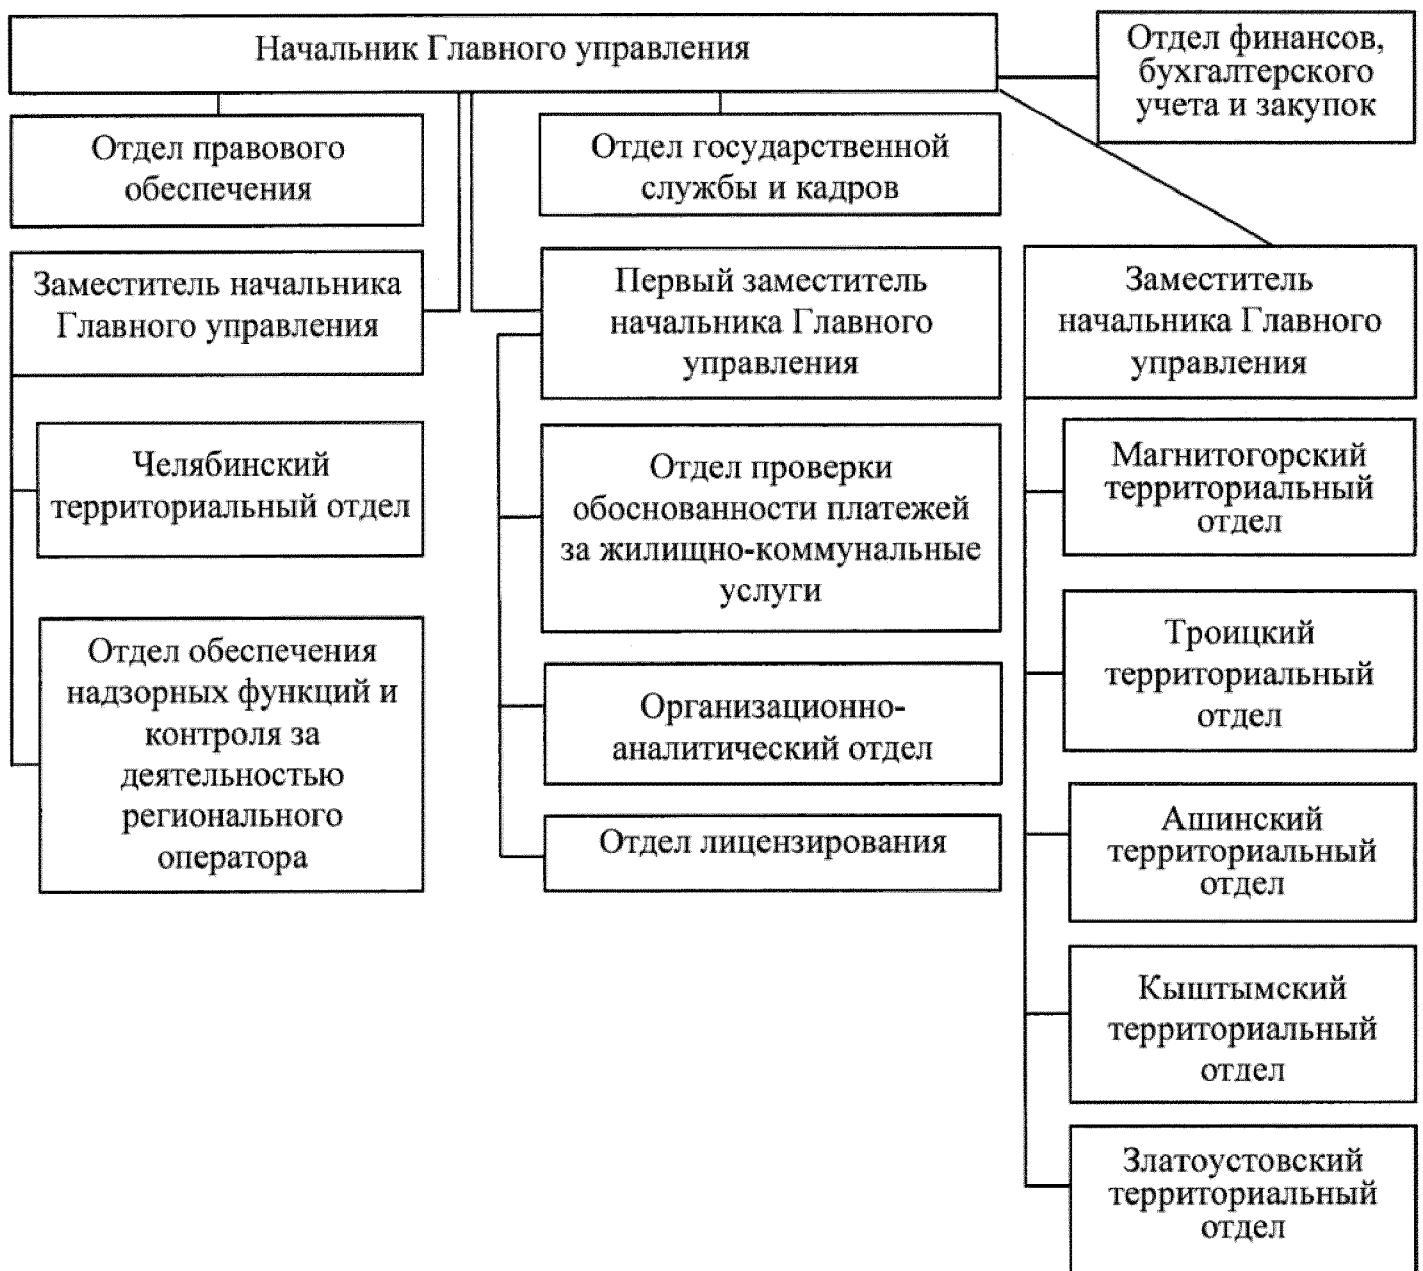 Начальник Главного управления
Отдел финансов,
бухгалтерского
учета и закупок
Отдел правового
обеспечения
Отдел государственной
службы и кадров
Заместитель начальника
Главного управления
Первый заместитель
начальника Главного
управления
Заместитель
начальника Главного
управления
Челябинский
территориальный отдел
Отдел проверки
обоснованности платежей
за жилищно-коммунальные
услуги
Магнитогорский
территориальный
отдел
Отдел обеспечения
надзорных функций и
контроля за
деятельностью
регионального
оператора
Организационно-
аналитический отдел
Троицкий
территориальный
отдел
Отдел лицензирования
Ашинский
территориальный
отдел
Кыштымский
территориальный
отдел
Златоустовский
территориальный
отдел